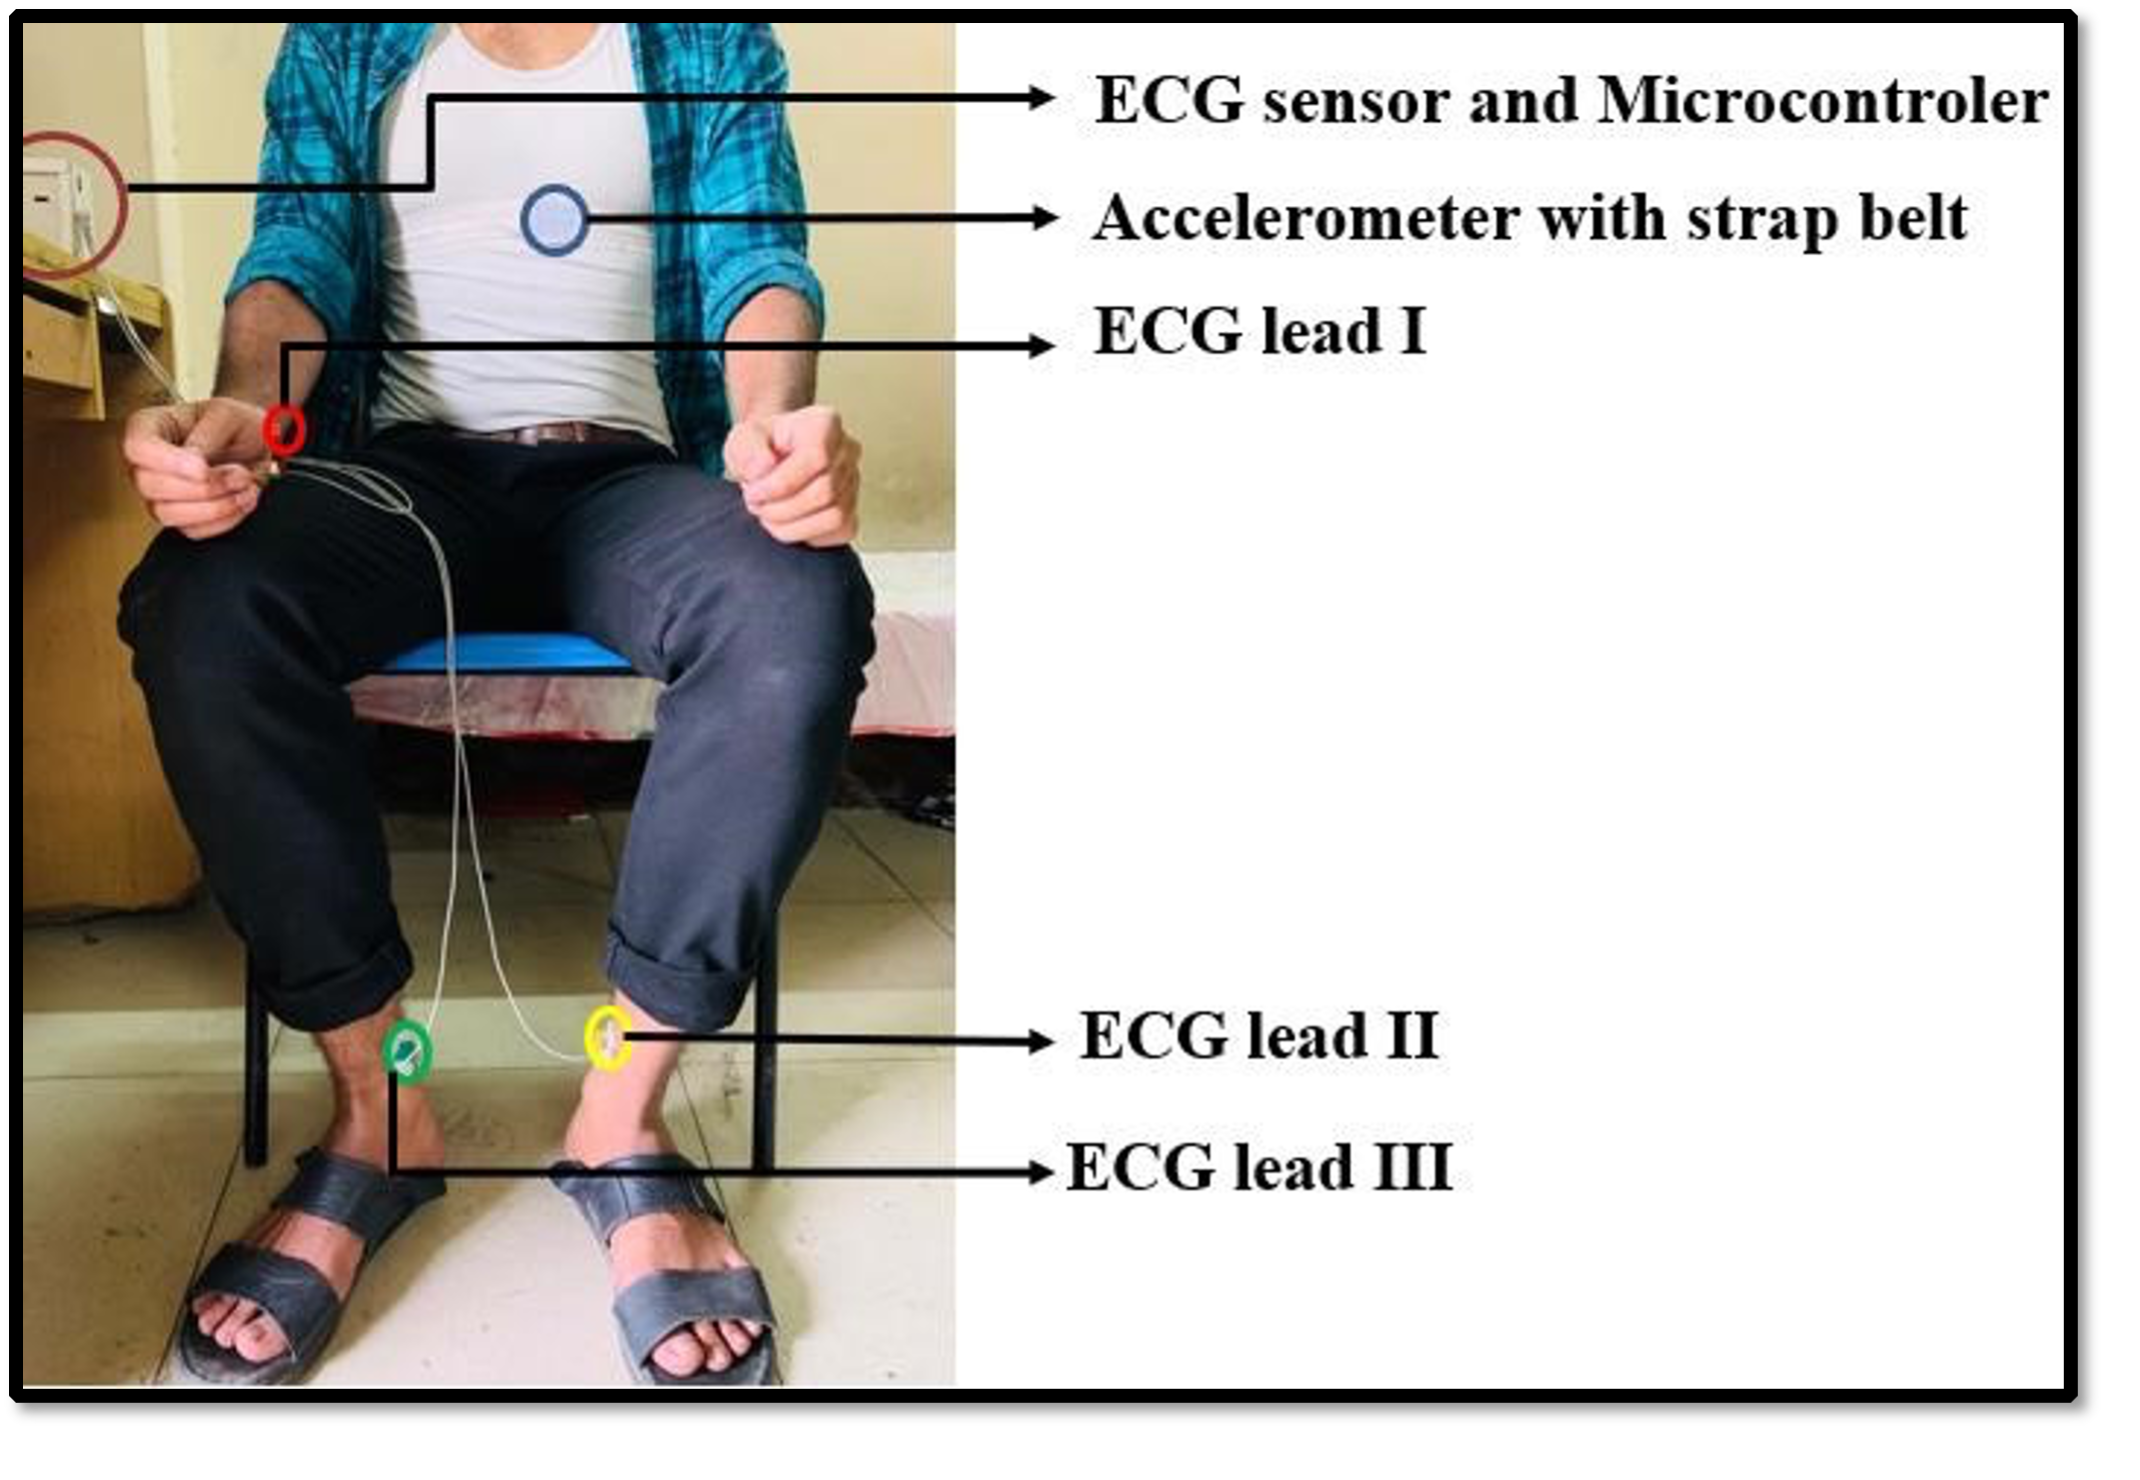 ECG sensor and Microcontroler
Accelerometer with strap belt
ECG lead I
ECG lead II
ECG lead III